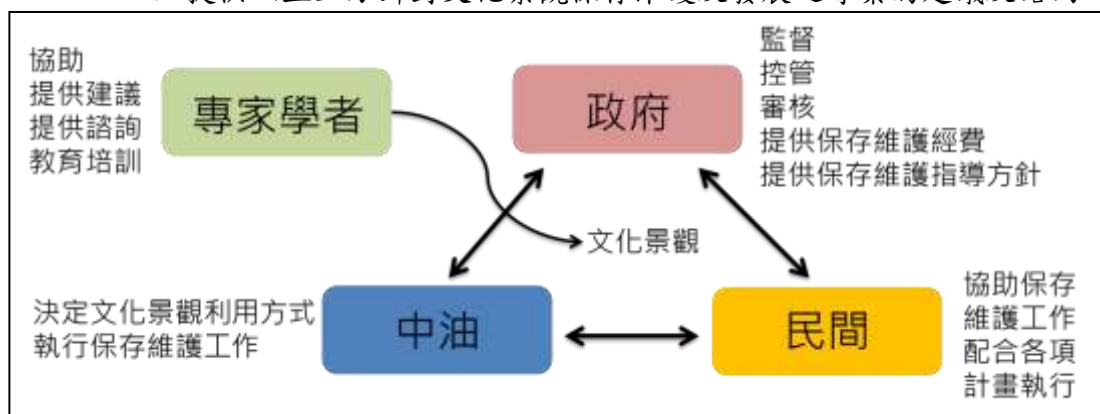 協助
提供建議
提供諮詢
教育培訓
專家學者
政府
監督
控管
審核
提供保存維護經費
提供保存維護指導方針
文化景觀
決定文化景觀利用方式
執行保存維護工作
中油
民間
協助保存
維護工作
配合各項
計畫執行